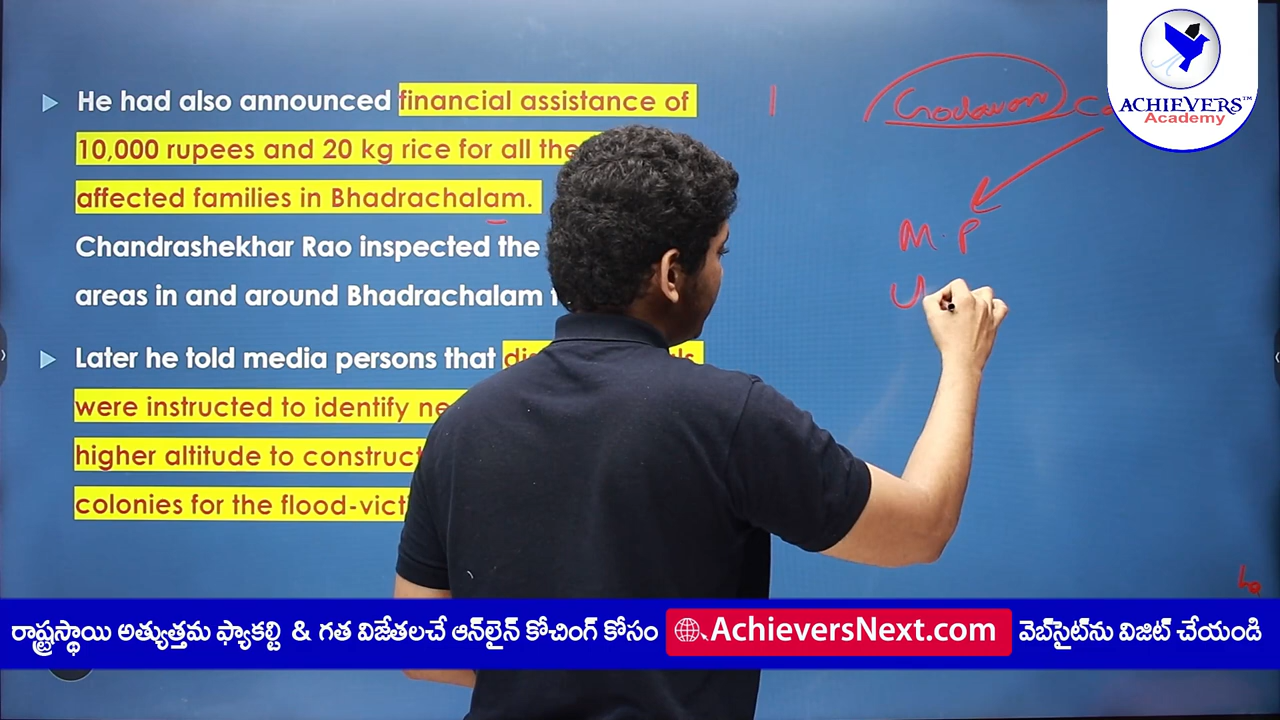 He had also announced financial assistance of
10,000 rupees and 20 kg rice for all the
affected families in Bhadrachalam.
Chandrashekhar Rao inspected the
areas in and around Bhadrachalam
Later he told media persons that
were instructed to identify
higher altitude to construct
colonies for the
Godavari
M.P
U
ACHIEVERS™
Academy
రాష్ట్రస్థాయి అత్యుత్తమ ఫ్యాకల్టి & గత విజేతలచే ఆన్‌లైన్ కోచింగ్ కోసం AchieversNext.com వెబ్‌సైట్‌ను విజిట్ చేయండి
ACHIEVERS